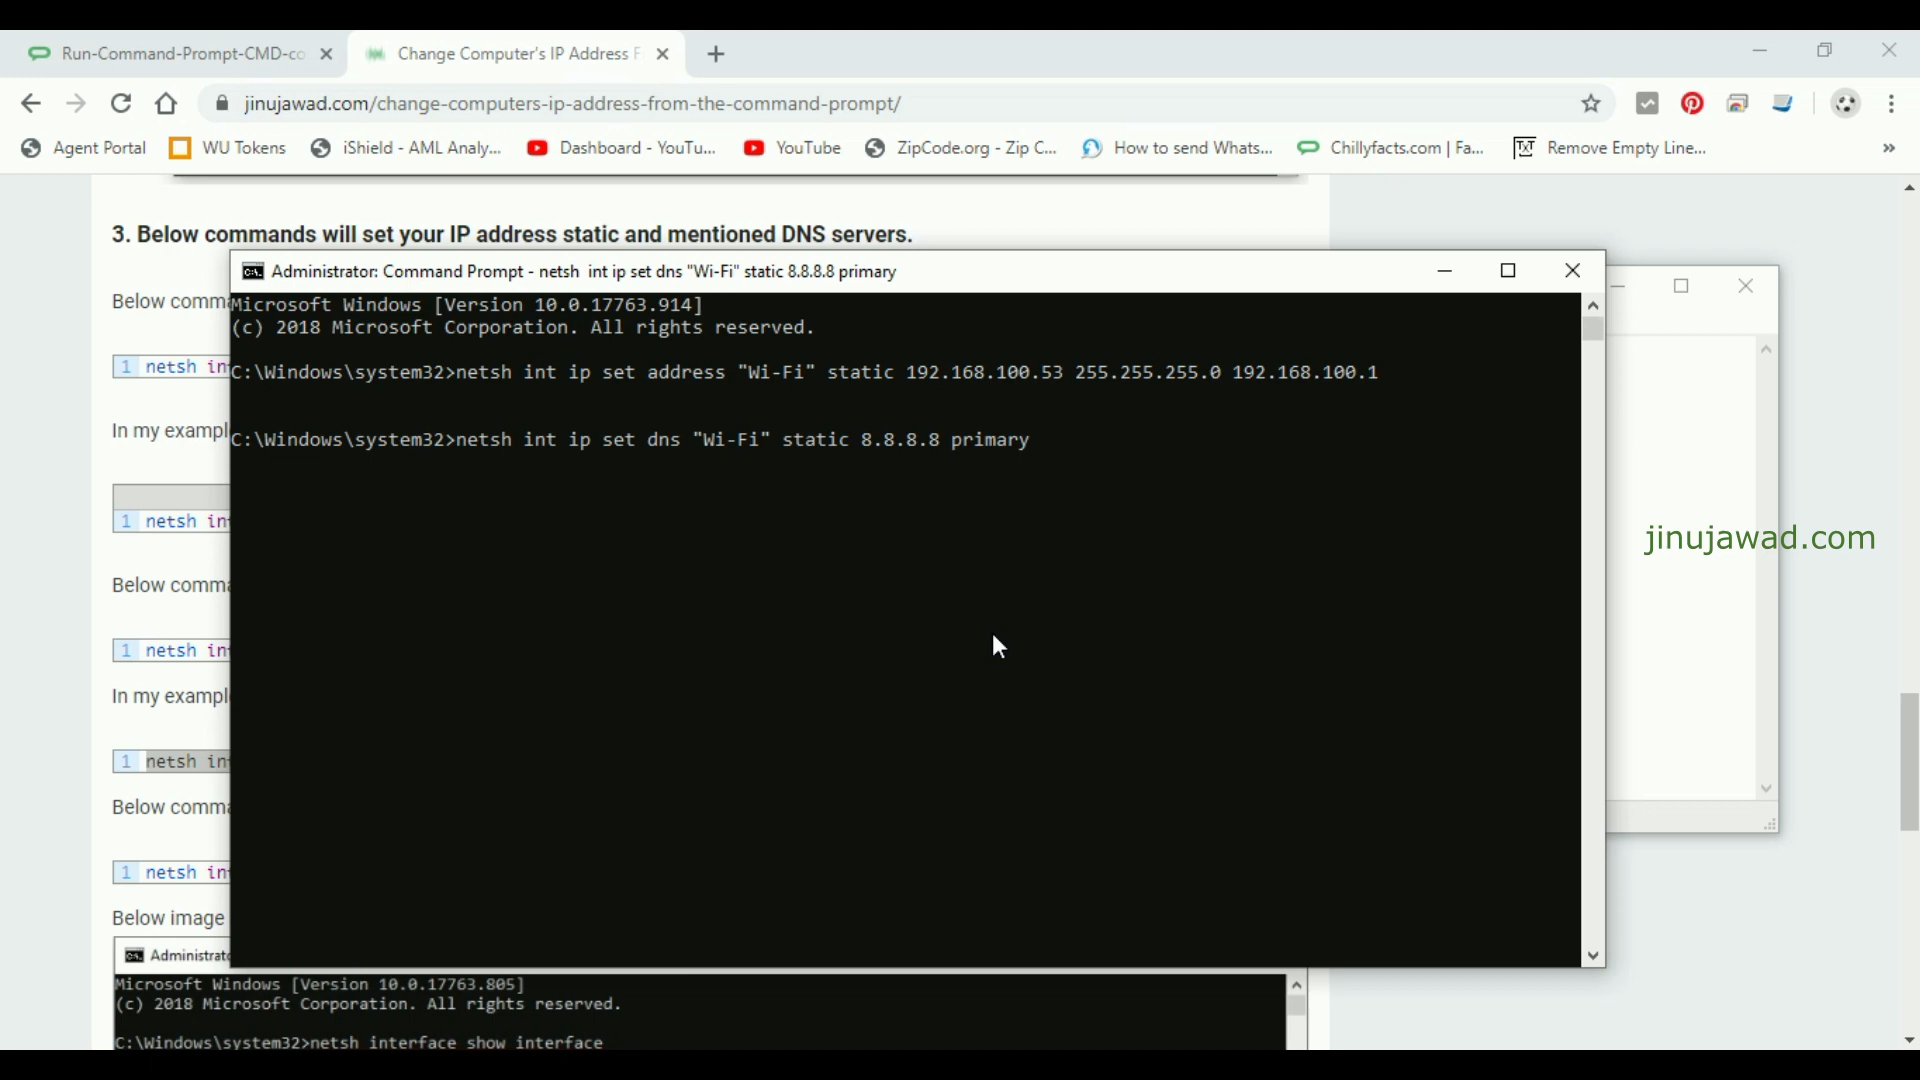 Run-Command-Prompt-CMD-co
Change Computer's IP Address F
jinujawad.com/change-computers-ip-address-from-the-command-prompt/
Agent Portal
WU Tokens
iShield - AML Analy...
Dashboard - YouTu...
YouTube
ZipCode.org - Zip C...
How to send Whats...
Chillyfacts.com | Fa...
Remove Empty Line...
»
3. Below commands will set your IP address static and mentioned DNS servers.
Administrator: Command Prompt - netsh int ip set dns "Wi-Fi" static 8.8.8.8 primary
Below comma
Microsoft Windows [Version 10.0.17763.914]
(c) 2018 Microsoft Corporation. All rights reserved.
1 netsh in
C:\Windows\system32>netsh int ip set address "Wi-Fi" static 192.168.100.53 255.255.255.0 192.168.100.1
In my exampl
C:\Windows\system32>netsh int ip set dns "Wi-Fi" static 8.8.8.8 primary
1 netsh in
jinujawad.com
Below comma
1 netsh in
In my exampl
1 netsh in
Below comma
1 netsh in
Below image
Administrato
Microsoft Windows [Version 10.0.17763.805]
(c) 2018 Microsoft Corporation. All rights reserved.
C:\Windows\system32>netsh interface show interface